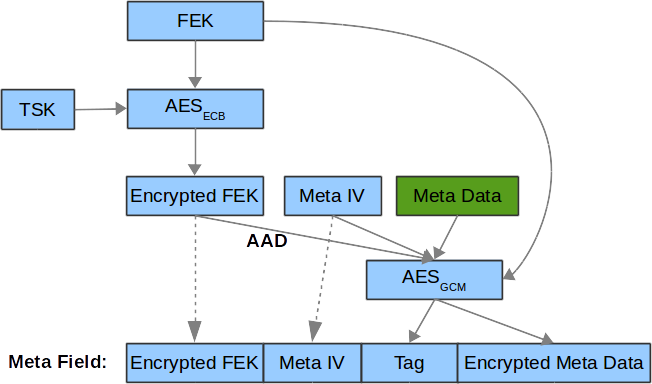 FEK
TSK
AES ECB
Encrypted FEK
Meta IV
Meta Data
AAD
AES GCM
Meta Field:
Encrypted FEK
Meta IV
Tag
Encrypted Meta Data